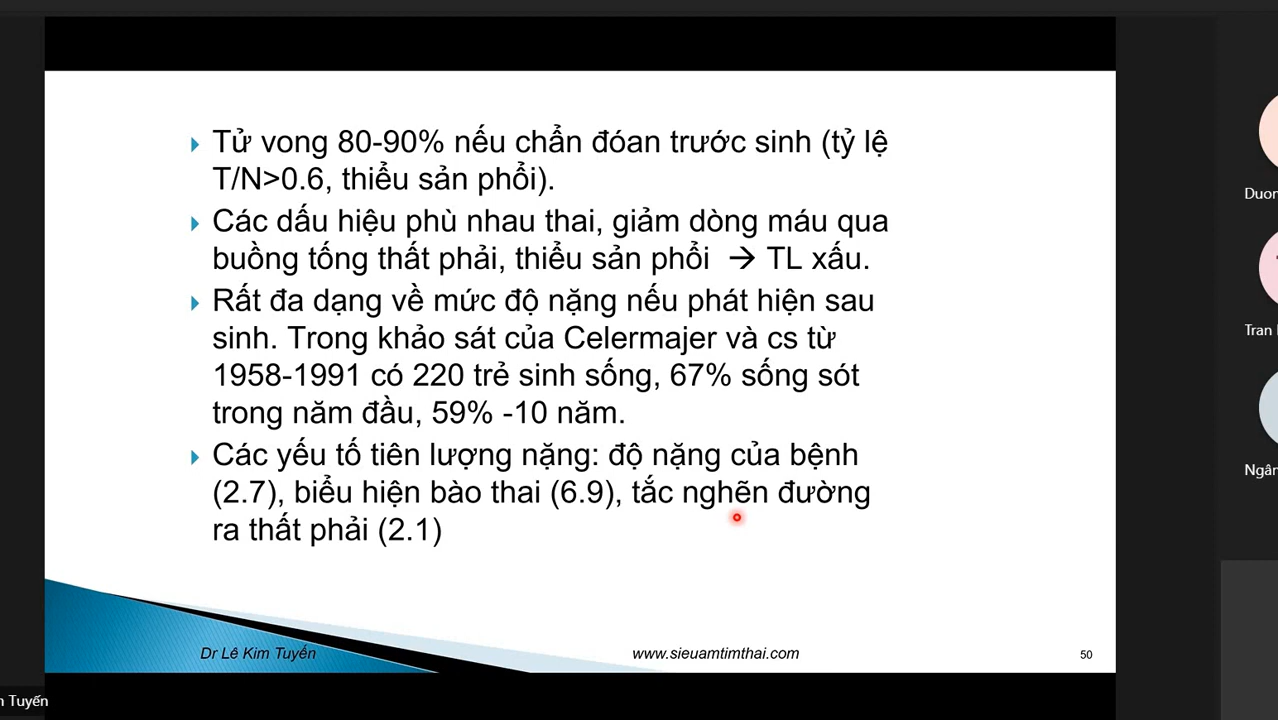 Tử vong 80-90% nếu chẩn đóan trước sinh (tỷ lệ
T/N>0.6, thiểu sản phổi).
Các dấu hiệu phù nhau thai, giảm dòng máu qua
buồng tống thất phải, thiểu sản phổi → TL xấu.
Rất đa dạng về mức độ nặng nếu phát hiện sau
sinh. Trong khảo sát của Celermajer và cs từ
1958-1991 có 220 trẻ sinh sống, 67% sống sót
trong năm đầu, 59% -10 năm.
Các yếu tố tiên lượng nặng: độ nặng của bệnh
(2.7), biểu hiện bào thai (6.9), tắc nghẽn đường
ra thất phải (2.1)
Dr Lê Kim Tuyến
www.sieuamtimthai.com
50
Duon
Tran
Ngân
Tuyến